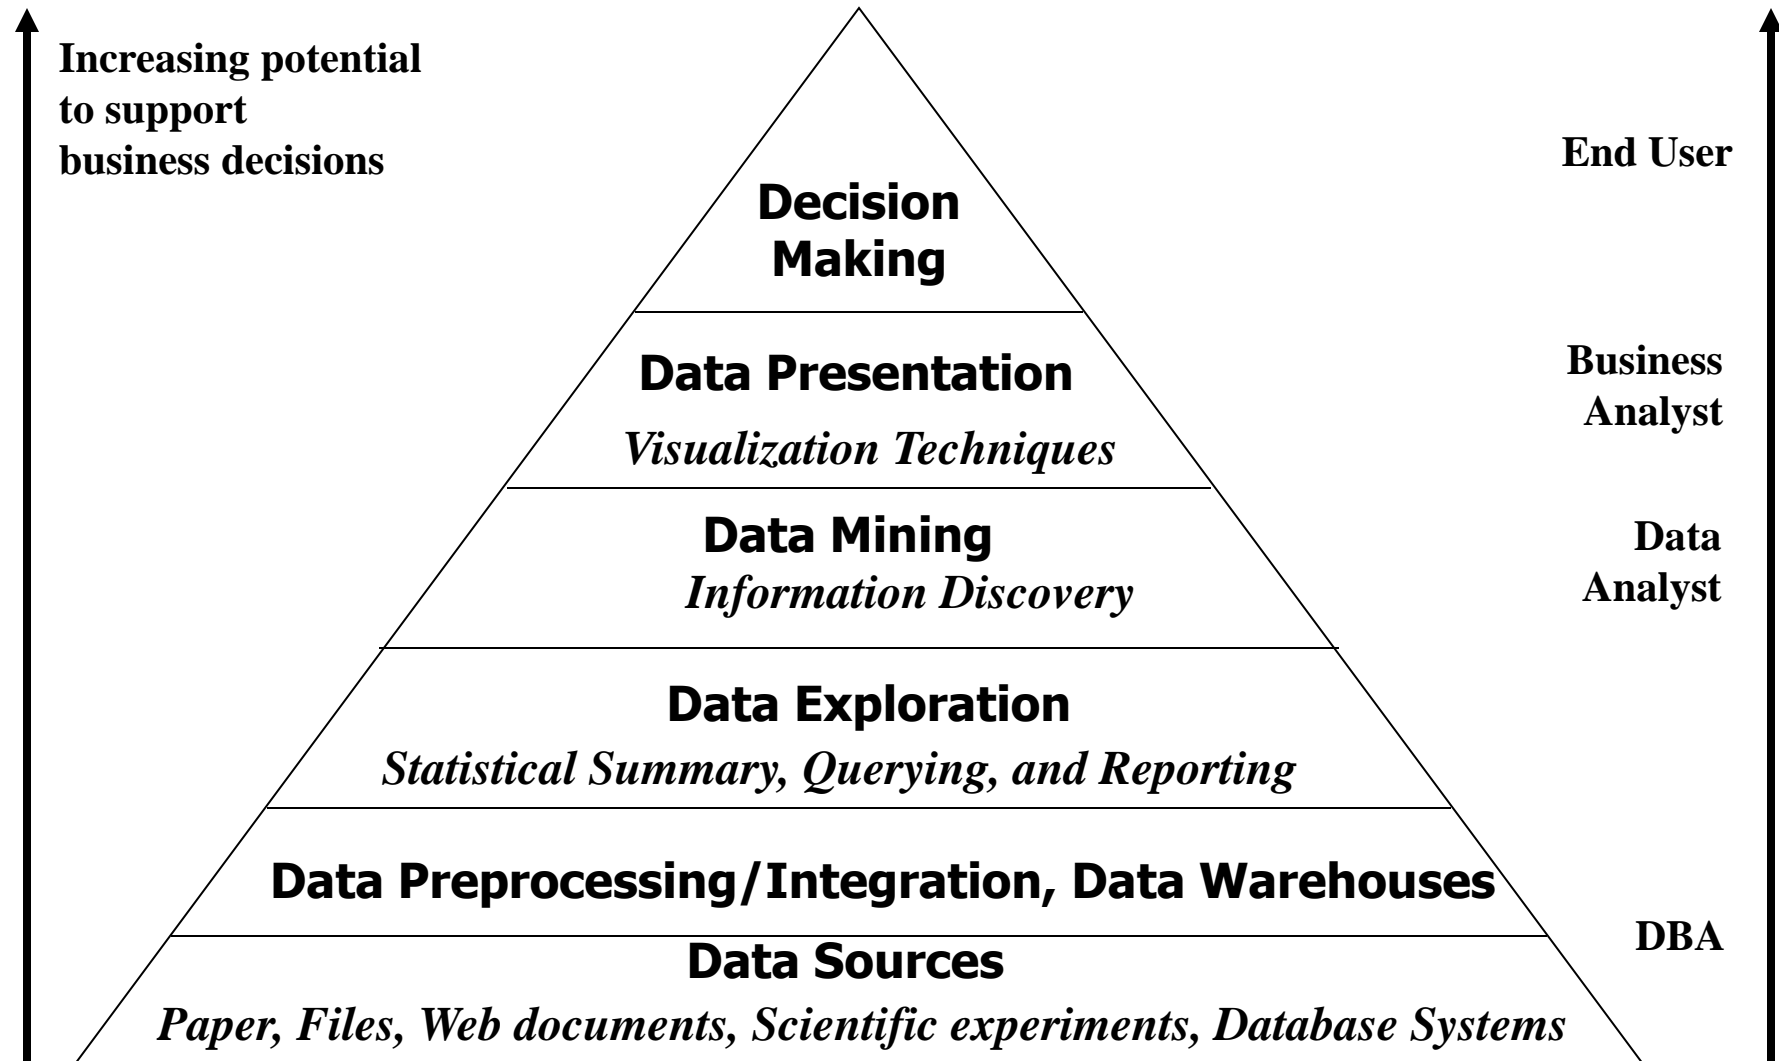 Increasing potential
to support
business decisions
End User
Decision
Making
Business
Analyst
Data Presentation
Visualization Techniques
Data Mining
Information Discovery
Data
Analyst
Data Exploration
Statistical Summary, Querying, and Reporting
Data Preprocessing/Integration, Data Warehouses
DBA
Data Sources
Paper, Files, Web documents, Scientific experiments, Database Systems